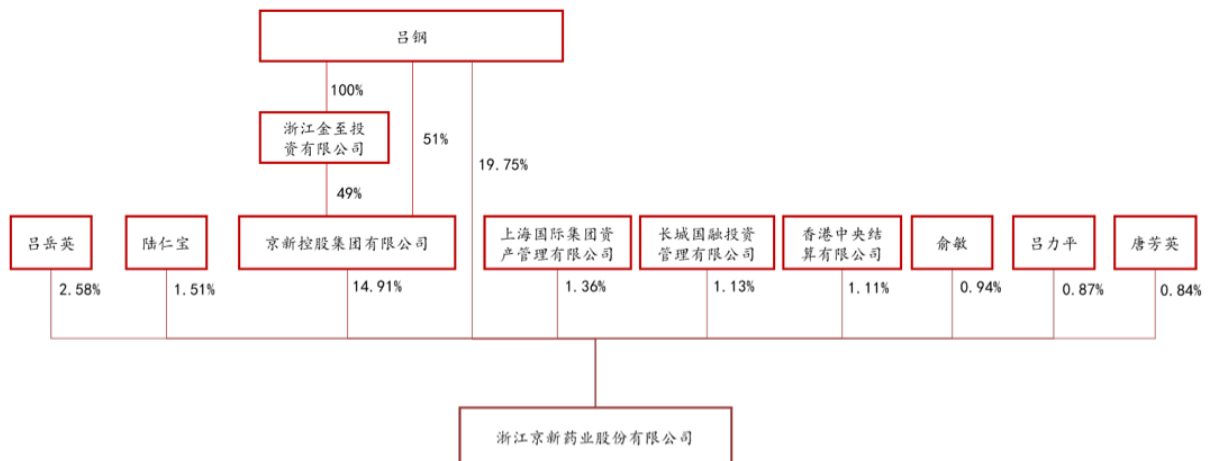 吕钢
100%
浙江金至投
资有限公司
51%
19.75%
49%
吕岳英
陆仁宝
京新控股集团有限公司
上海国际集团资
产管理有限公司
长城国融投资
管理有限公司
香港中央结
算有限公司
俞敏
吕力平
唐芳英
2.58%
1.51%
14.91%
1.36%
1.13%
1.11%
0.94%
0.87%
0.84%
浙江京新药业股份有限公司